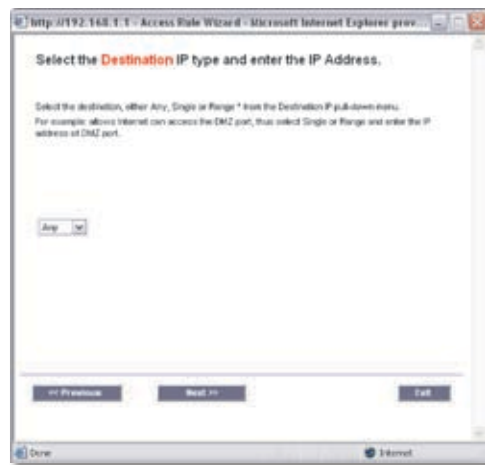 http://192.168.1.1 - Access Rule Wizard - Microsoft Internet Explorer prov...
Select the Destination IP type and enter the IP Address.
Select the destination, either Any, Single or Range * from the Destination IP pull-down menu.
For example: allows Internet can access the DMZ port, thus select Single or Range and enter the IP
address of DMZ port.
Any
<< Previous
Next >>
Exit
Done
Internet